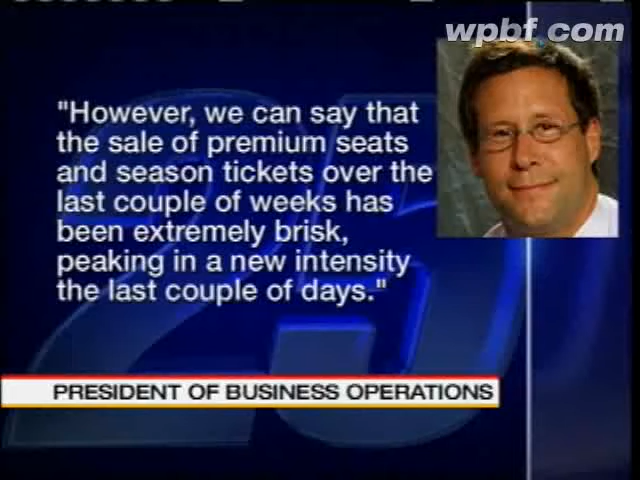 wpbf.com
"However, we can say that
the sale of premium seats
and season tickets over the
last couple of weeks has
been extremely brisk,
peaking in a new intensity
the last couple of days."
25
PRESIDENT OF BUSINESS OPERATIONS